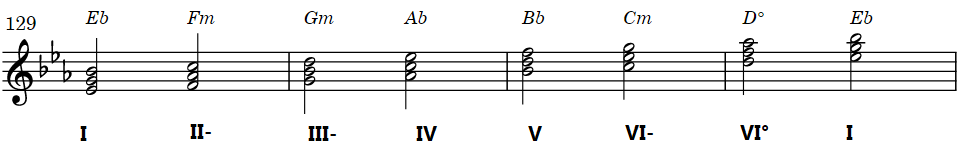 129 Eb Fm Gm Ab Bb Cm D° Eb
I II- III- IV V VI- VI° I